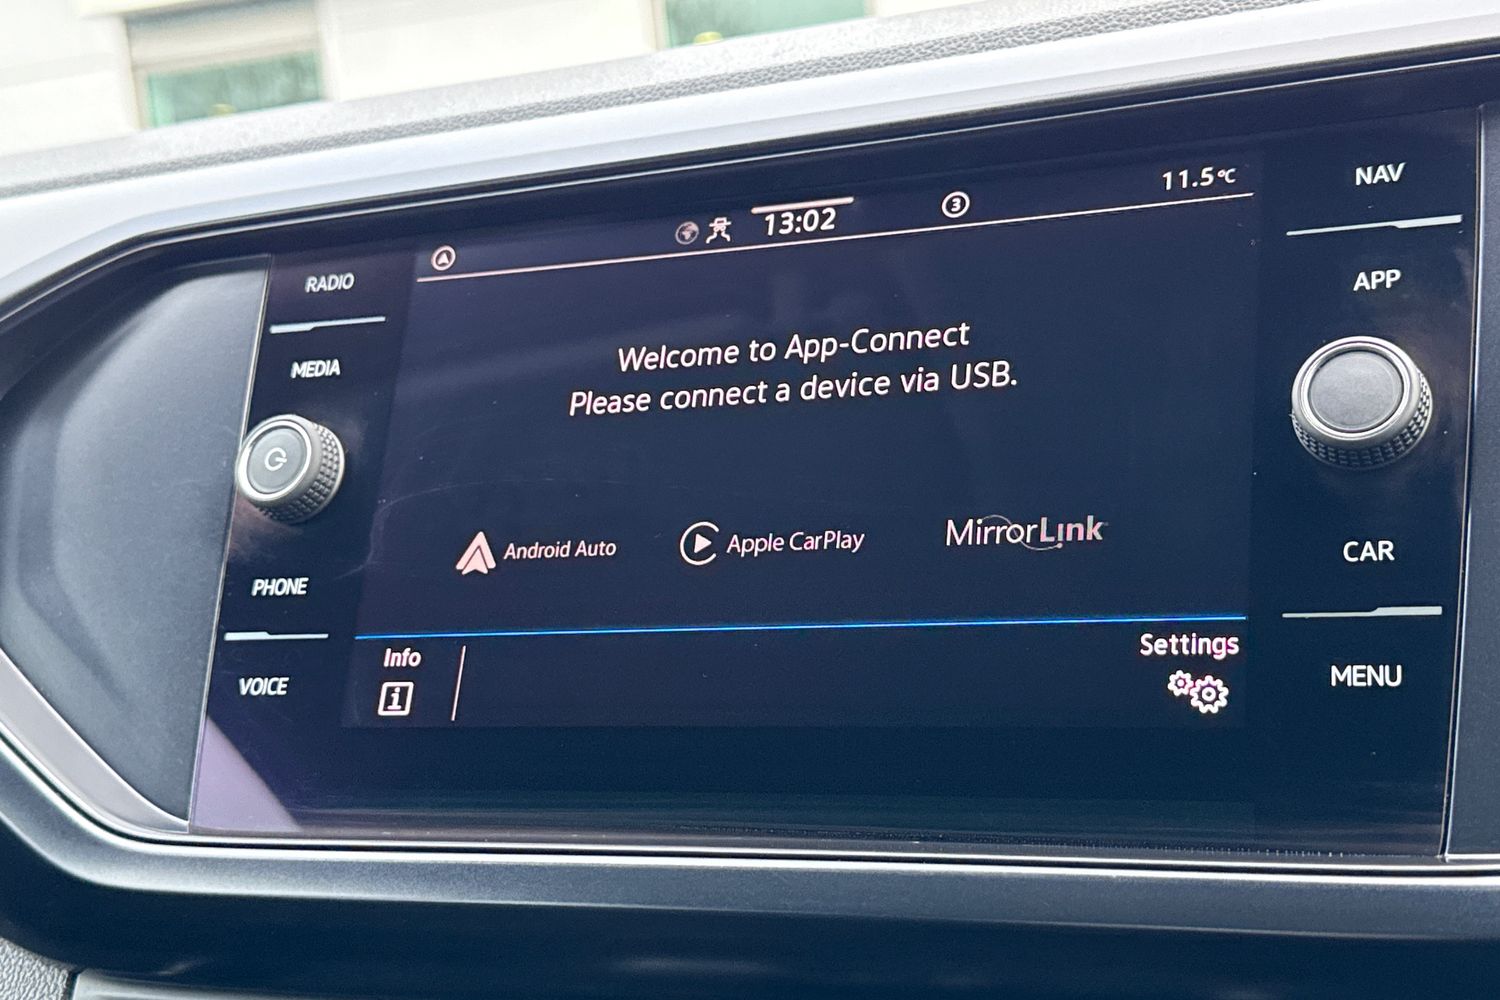 RADIO
MEDIA
PHONE
VOICE
13:02
3
11.5°C
Welcome to App-Connect
Please connect a device via USB.
Android Auto
Apple CarPlay
MirrorLink
Info
i
Settings
NAV
APP
CAR
MENU